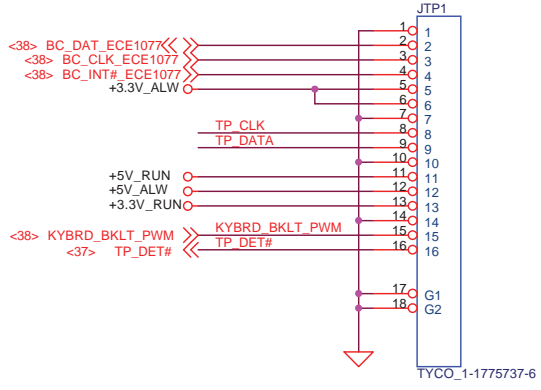 JTP1
1 1
<38> BC_DAT_ECE1077 2 2
<38> BC_CLK_ECE1077 3 3
<38> BC_INT#_ECE1077 4 4
+3.3V_ALW 5 5
6 6
7 7
TP_CLK 8 8
TP_DATA 9 9
10 10
+5V_RUN 11 11
+5V_ALW 12 12
+3.3V_RUN 13 13
14 14
<38> KYBRD_BKLT_PWM KYBRD_BKLT_PWM 15 15
<37> TP_DET# TP_DET# 16 16
17 G1
18 G2
TYCO_1-1775737-6